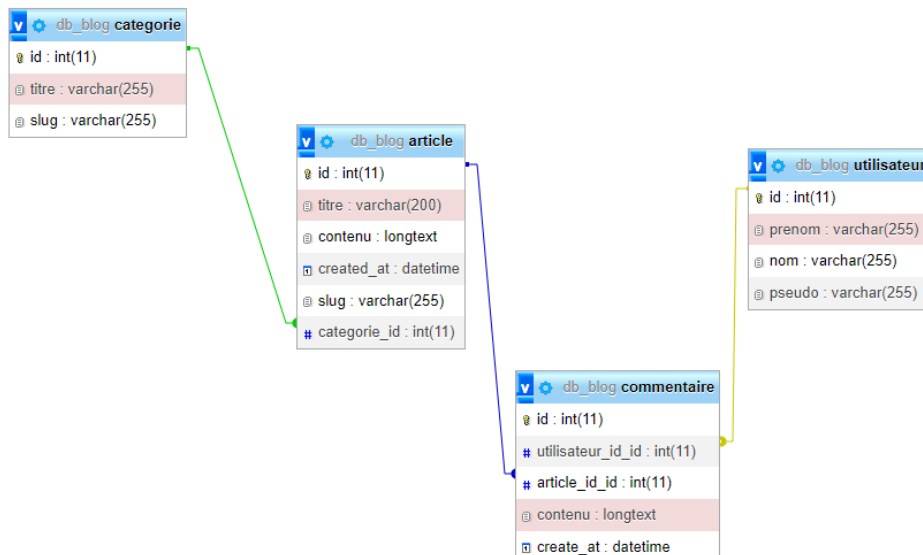 db_blog categorie
id : int(11)
titre : varchar(255)
slug : varchar(255)
db_blog article
id : int(11)
titre : varchar(200)
contenu : longtext
created_at : datetime
slug : varchar(255)
# categorie_id : int(11)
db_blog utilisateur
id : int(11)
prenom : varchar(255)
nom : varchar(255)
pseudo : varchar(255)
db_blog commentaire
id : int(11)
# utilisateur_id_id : int(11)
# article_id_id : int(11)
contenu : longtext
create_at : datetime